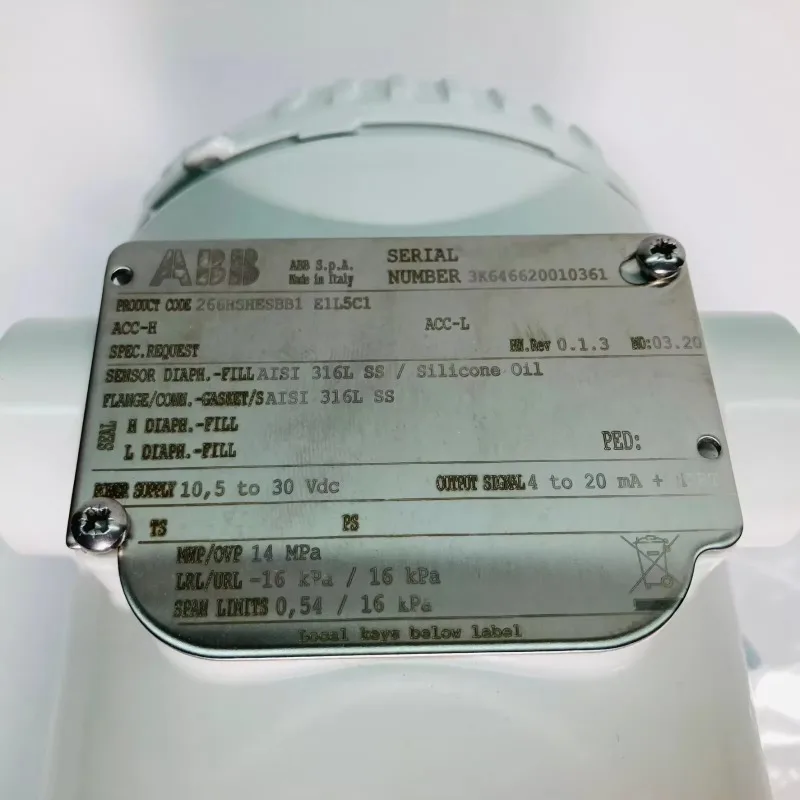 ABB ABB S.p.A. SERIAL
Made in Italy NUMBER 3K646620010361
PRODUCT CODE 266HSHESBB1 E1L5C1
ACC-H ACC-L
SPEC.REQUEST HW.Rev 0.1.3 MD:03.20
SENSOR DIAPH.-FILL AISI 316L SS / Silicone Oil
FLANGE/CONN.-GASKET/S AISI 316L SS
SEAL H DIAPH.-FILL
L DIAPH.-FILL PED:
POWER SUPPLY 10,5 to 30 Vdc OUTPUT SIGNAL 4 to 20 mA +
TS PS
MWP/OVP 14 MPa
LRL/URL -16 kPa / 16 kPa
SPAN LIMITS 0,54 / 16 kPa
Local keys below label